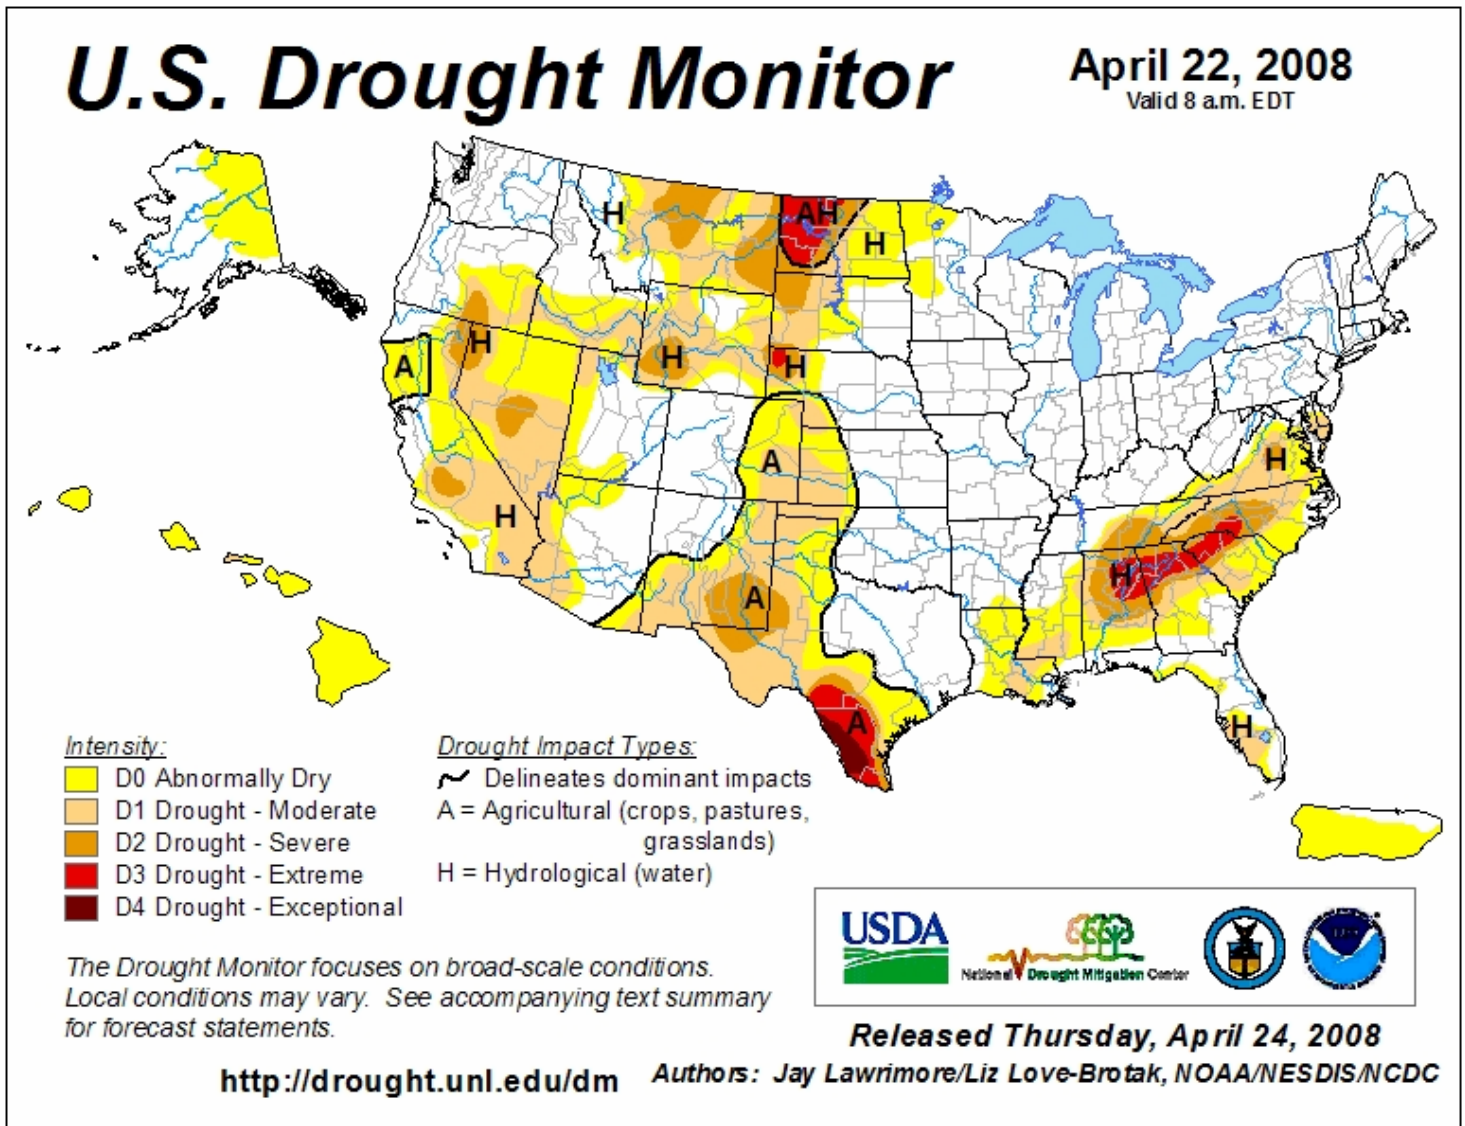 U.S. Drought Monitor
April 22, 2008
Valid 8 a.m. EDT
H
AH
H
A
H
H
H
A
H
H
A
H
A
H
Intensity:
D0 Abnormally Dry
D1 Drought - Moderate
D2 Drought - Severe
D3 Drought - Extreme
D4 Drought - Exceptional
Drought Impact Types:
Delineates dominant impacts
A = Agricultural (crops, pastures,
grasslands)
H = Hydrological (water)
The Drought Monitor focuses on broad-scale conditions.
Local conditions may vary. See accompanying text summary
for forecast statements.
http://drought.unl.edu/dm
USDA
National Drought Mitigation Center
Released Thursday, April 24, 2008
Authors: Jay Lawrimore/Liz Love-Brotak, NOAA/NESDIS/NCDC